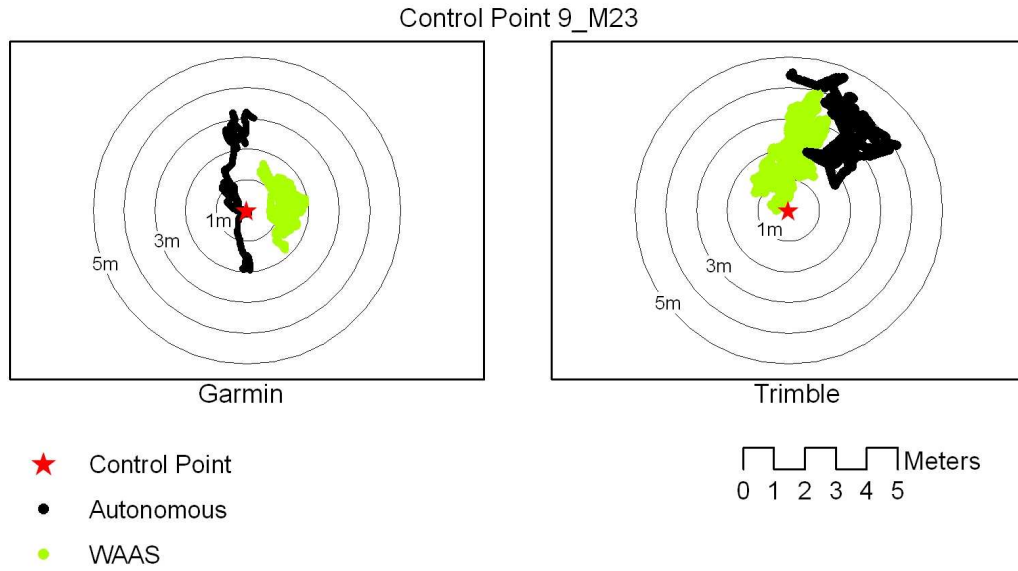 Control Point 9_M23
1m
3m
5m
1m
3m
5m
Garmin
Trimble
Control Point
Autonomous
WAAS
Meters
0 1 2 3 4 5